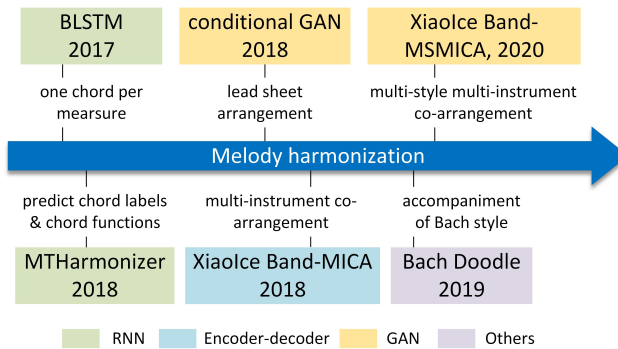 BLSTM
2017
conditional GAN
2018
XiaoIce Band-
MSMICA, 2020
one chord per
mearsure
lead sheet
arrangement
multi-style multi-instrument
co-arrangement
Melody harmonization
predict chord labels
& chord functions
multi-instrument co-
arrangement
accompaniment
of Bach style
MTHarmonizer
2018
XiaoIce Band-MICA
2018
Bach Doodle
2019
RNN
Encoder-decoder
GAN
Others